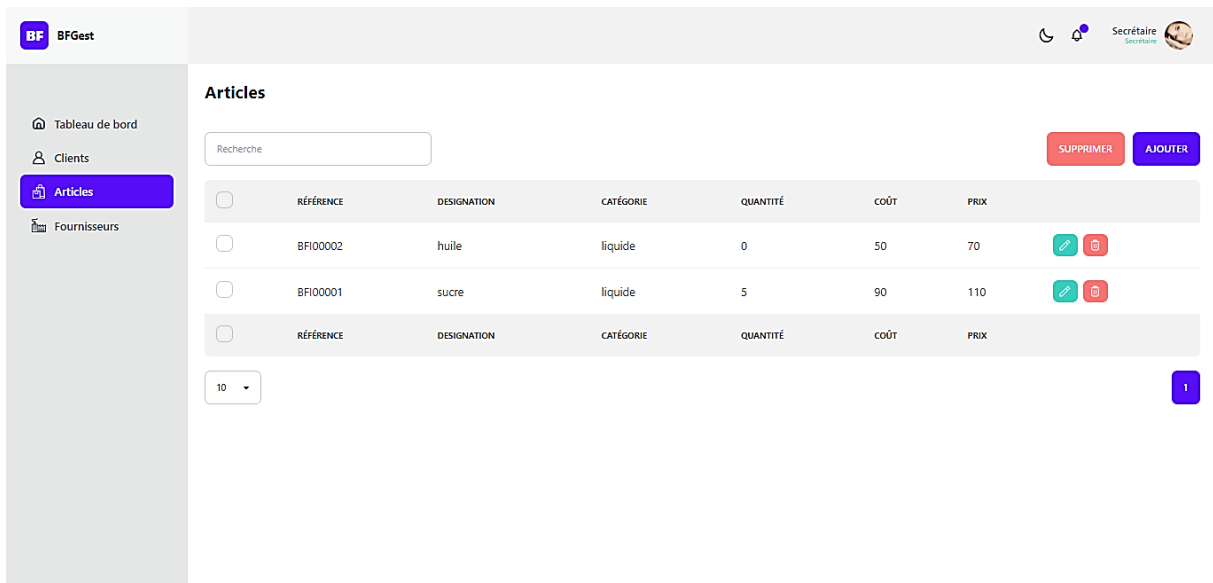 BF BFGest
Secrétaire
Secrétaire
Tableau de bord
Clients
Articles
Fournisseurs
Articles
Recherche
SUPPRIMER AJOUTER
RÉFÉRENCE DESIGNATION CATÉGORIE QUANTITÉ COÛT PRIX
BFI00002 huile liquide 0 50 70
BFI00001 sucre liquide 5 90 110
RÉFÉRENCE DESIGNATION CATÉGORIE QUANTITÉ COÛT PRIX
10 1